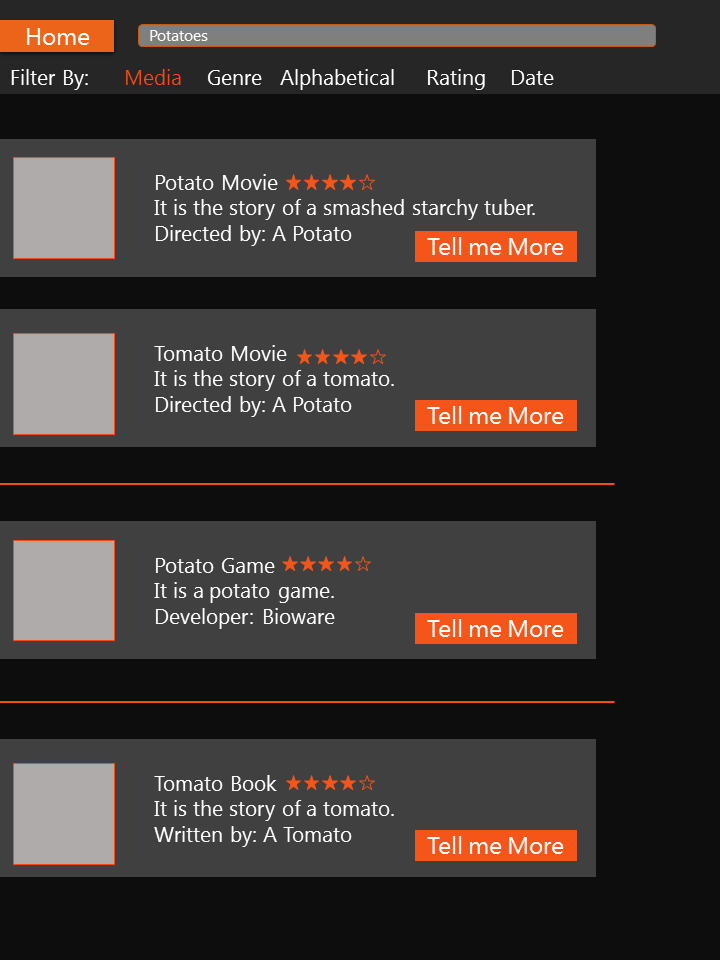 Home
Potatoes
Filter By: Media Genre Alphabetical Rating Date
Potato Movie ★★★★☆
It is the story of a smashed starchy tuber.
Directed by: A Potato
Tell me More
Tomato Movie ★★★★☆
It is the story of a tomato.
Directed by: A Potato
Tell me More
Potato Game ★★★★☆
It is a potato game.
Developer: Bioware
Tell me More
Tomato Book ★★★★☆
It is the story of a tomato.
Written by: A Tomato
Tell me More